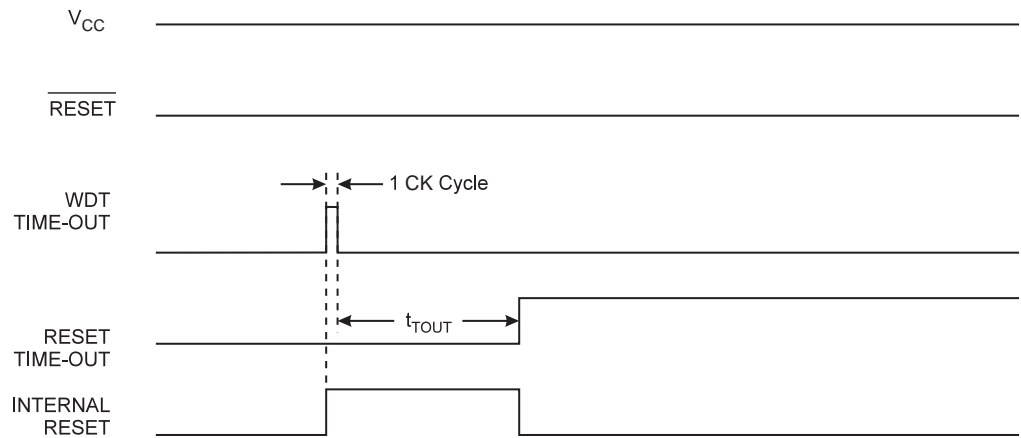 VCC
RESET
1 CK Cycle
WDT
TIME-OUT
tTOUT
RESET
TIME-OUT
INTERNAL
RESET